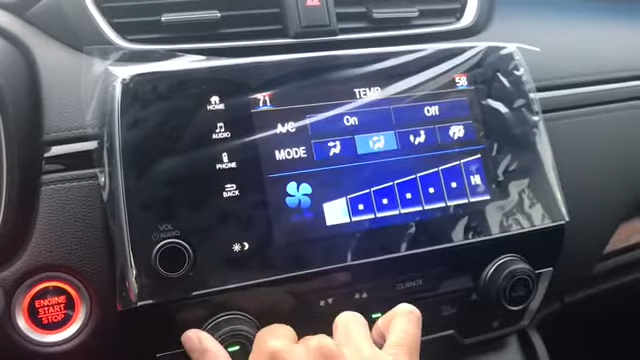 HOME
AUDIO
PHONE
BACK
VOL
AUDIO
71
TEMP
58
A/C
On
Off
MODE
HI
CLIMATE
ENGINE
START
STOP